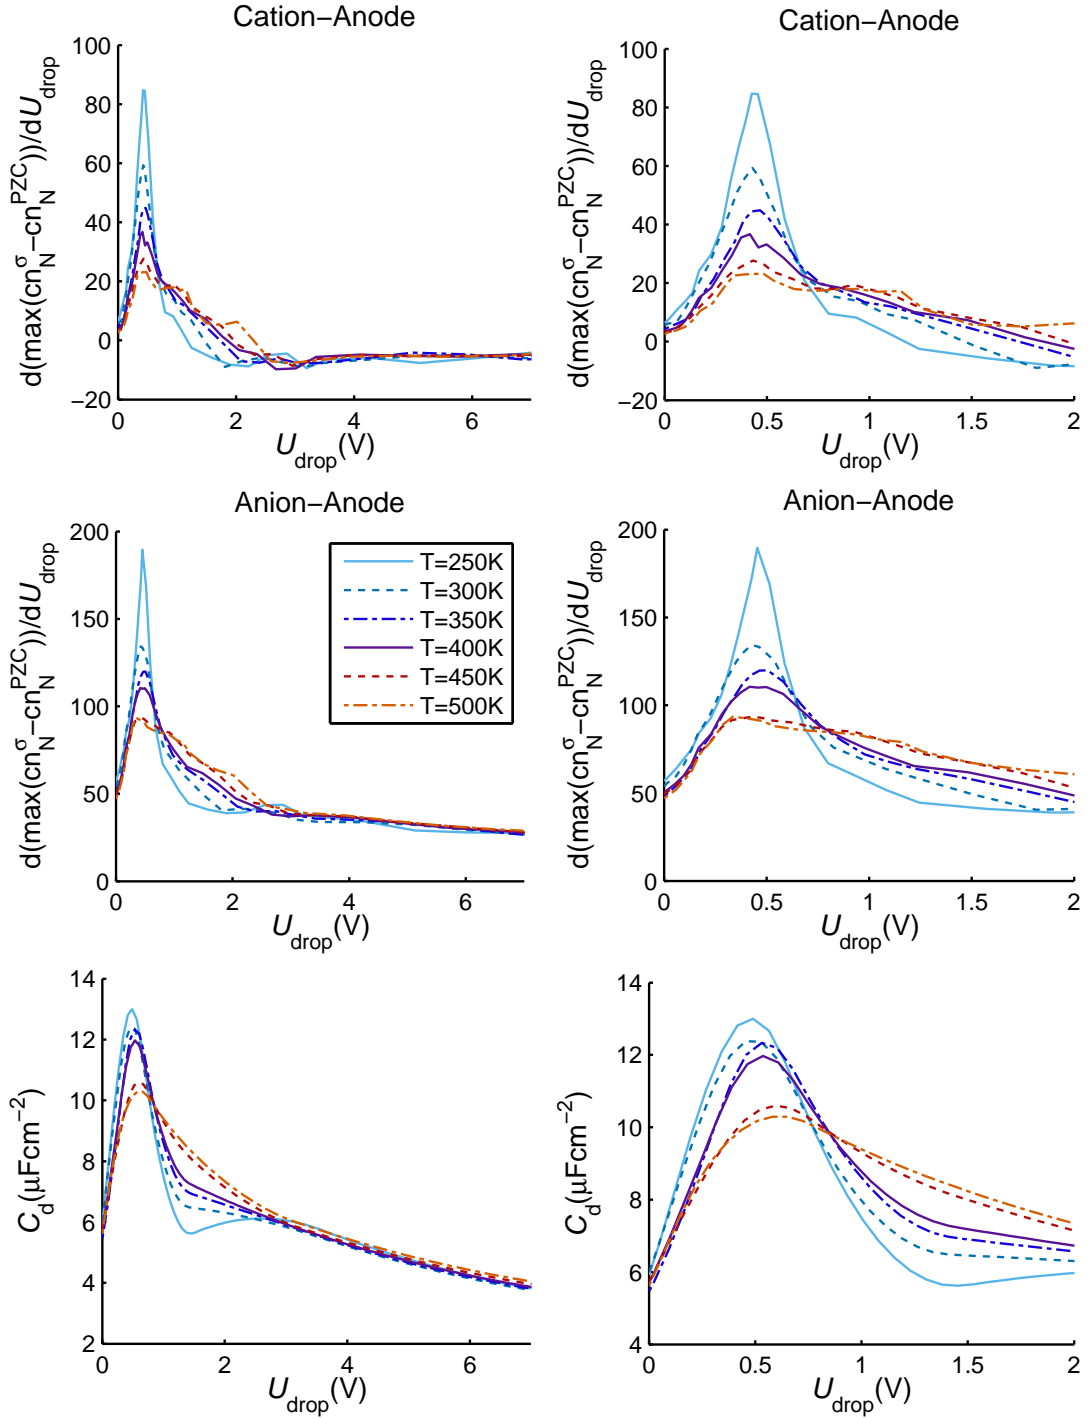 Cation−Anode
Cation−Anode
d(max(cn_N^σ−cn_N^PZC))/dU_drop
100
80
60
40
20
0
−20
0
2
4
6
U_drop(V)
d(max(cn_N^σ−cn_N^PZC))/dU_drop
100
80
60
40
20
0
−20
0
0.5
1
1.5
2
U_drop(V)
Anion−Anode
Anion−Anode
d(max(cn_N^σ−cn_N^PZC))/dU_drop
200
150
100
50
0
0
2
4
6
U_drop(V)
T=250K
T=300K
T=350K
T=400K
T=450K
T=500K
d(max(cn_N^σ−cn_N^PZC))/dU_drop
200
150
100
50
0
0
0.5
1
1.5
2
U_drop(V)
C_d(μFcm^−2)
14
12
10
8
6
4
2
0
2
4
6
U_drop(V)
C_d(μFcm^−2)
14
12
10
8
6
4
0
0.5
1
1.5
2
U_drop(V)